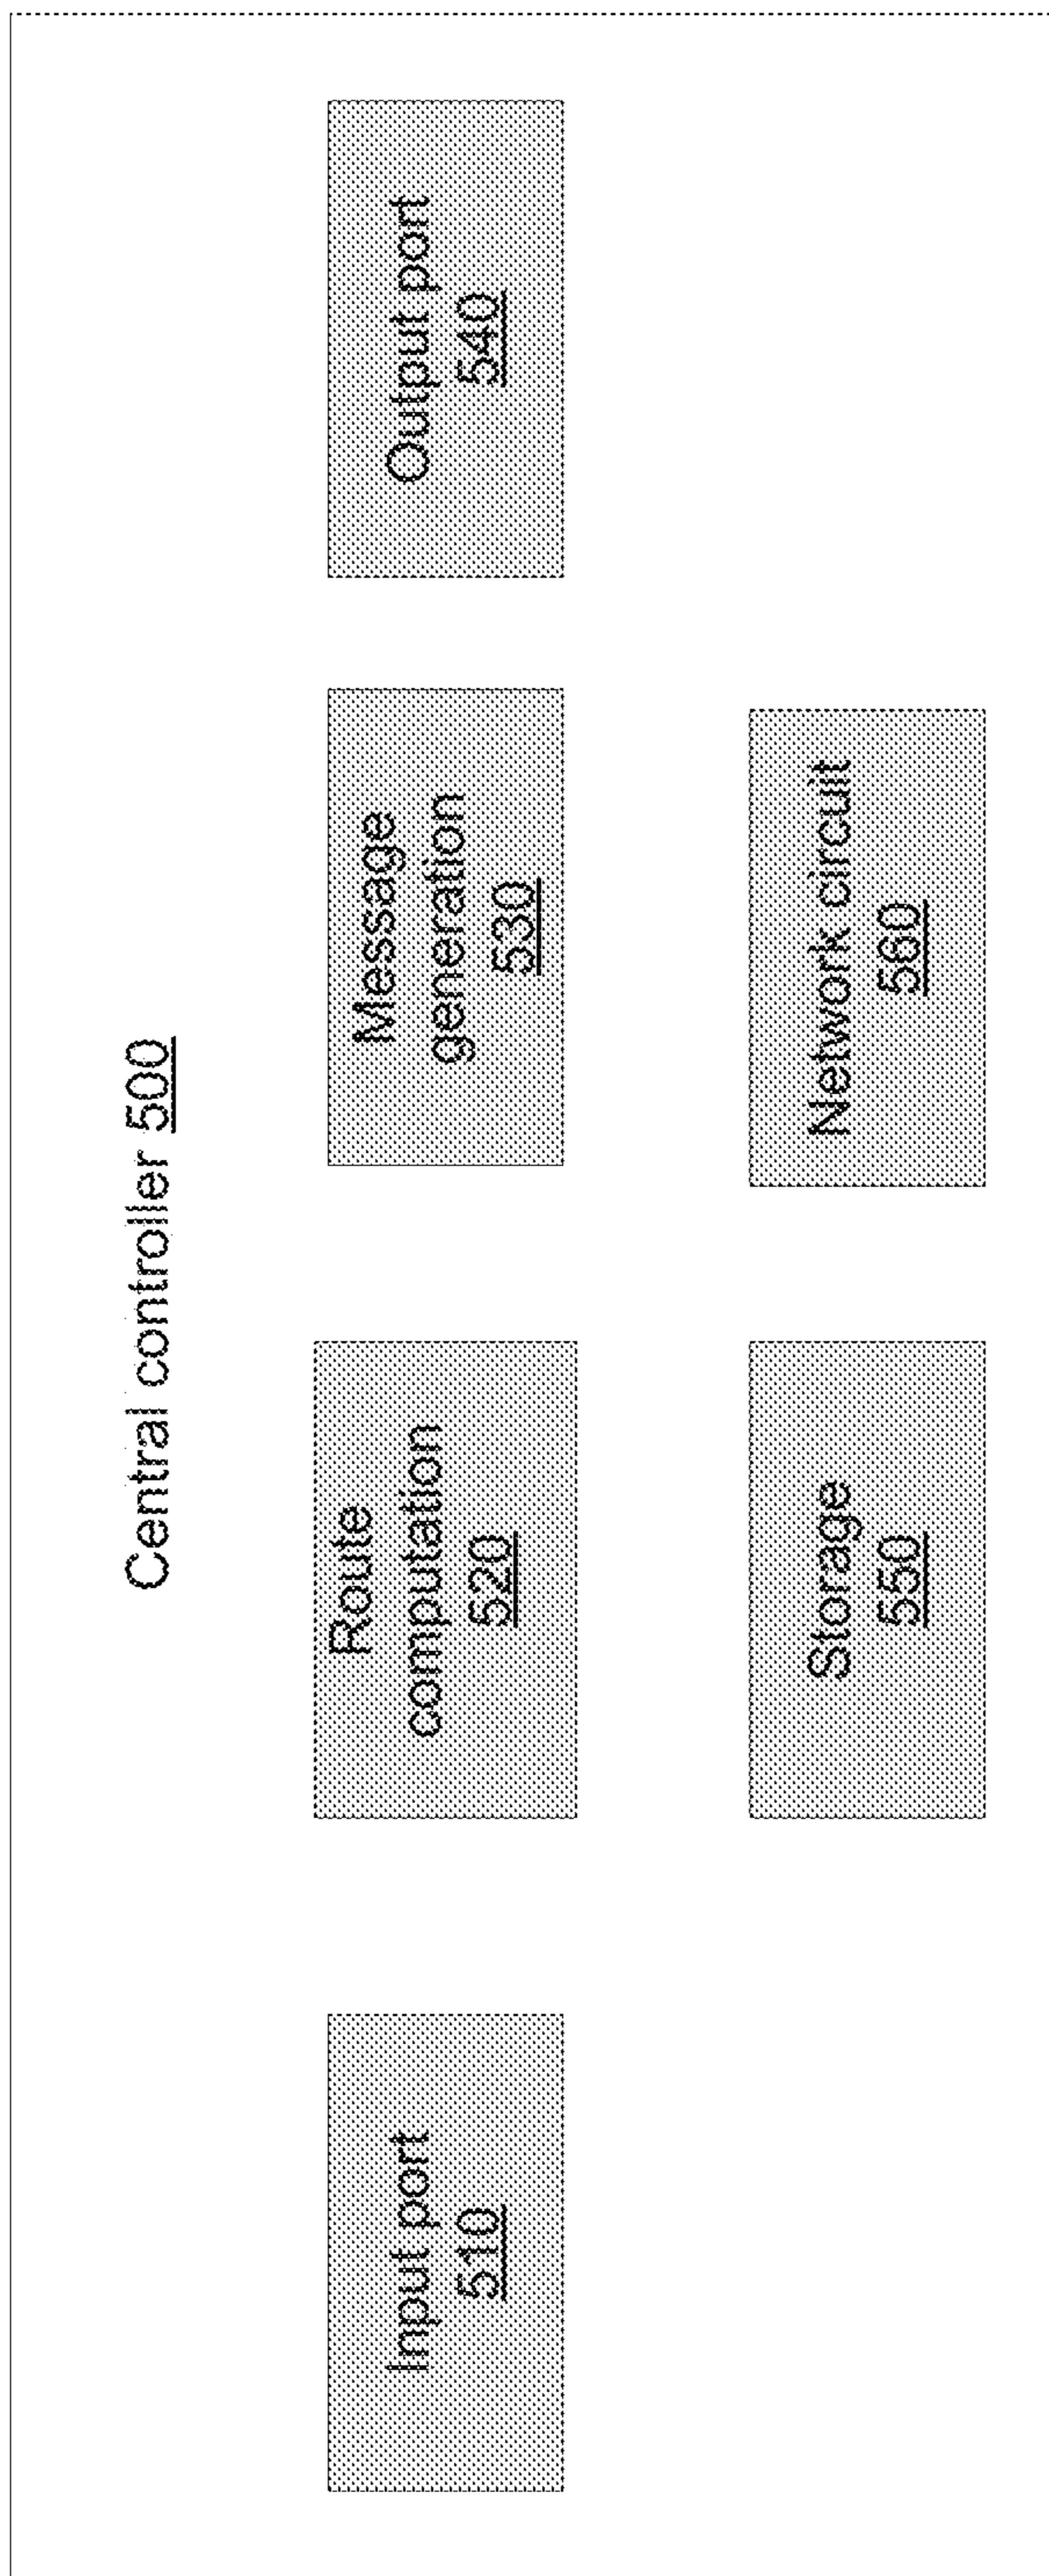 Central controller 500
Input port
510
Route
computation
520
Message
generation
530
Output port
540
Storage
550
Network circuit
560